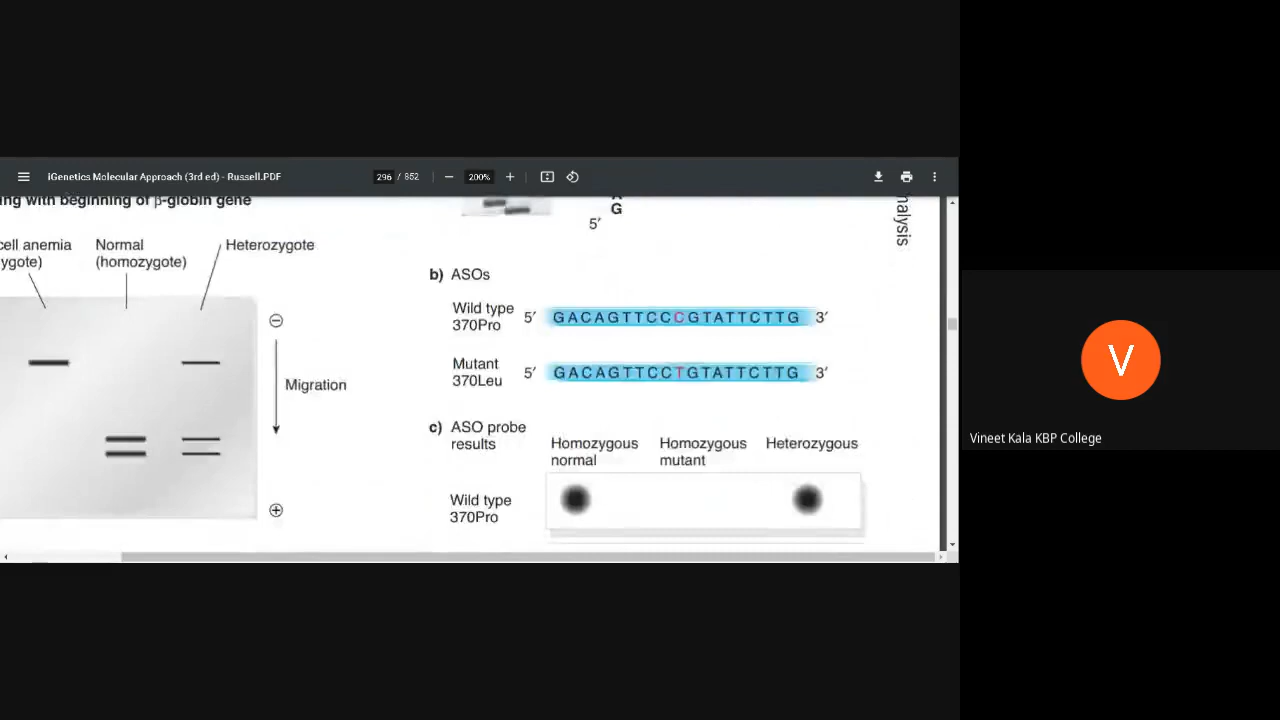 iGenetics Molecular Approach (3rd ed) - Russell.PDF
296 / 852
200%
ng with beginning of β-globin gene
cell anemia
ygote)
Normal
(homozygote)
Heterozygote
Migration
G
5′
nalysis
b) ASOs
Wild type
370Pro
5′ GACAGTTCCCGTATTCTTG 3′
Mutant
370Leu
5′ GACAGTTCCTGTATTCTTG 3′
c) ASO probe
results
Homozygous
normal
Homozygous
mutant
Heterozygous
Wild type
370Pro
V
Vineet Kala KBP College